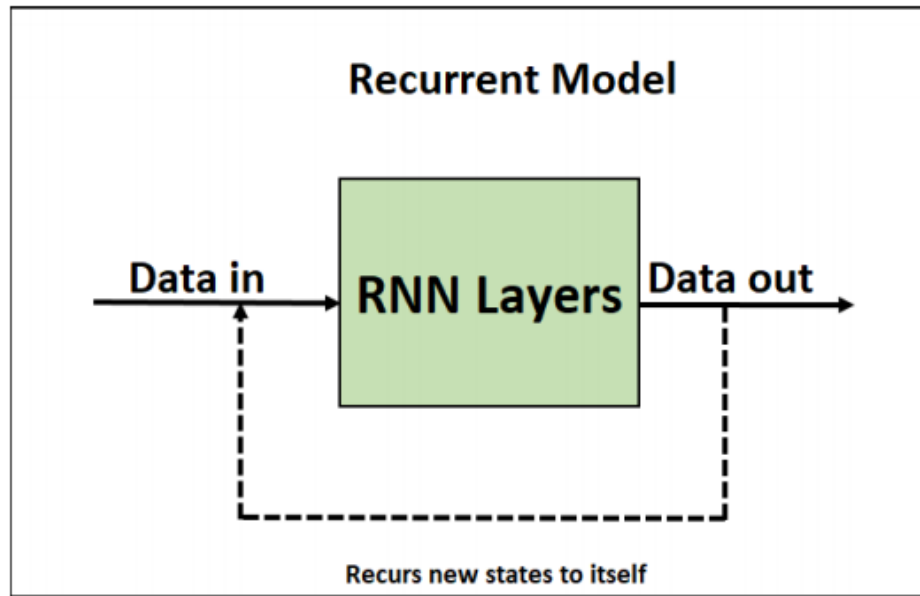 Recurrent Model
Data in
RNN Layers
Data out
Recurs new states to itself